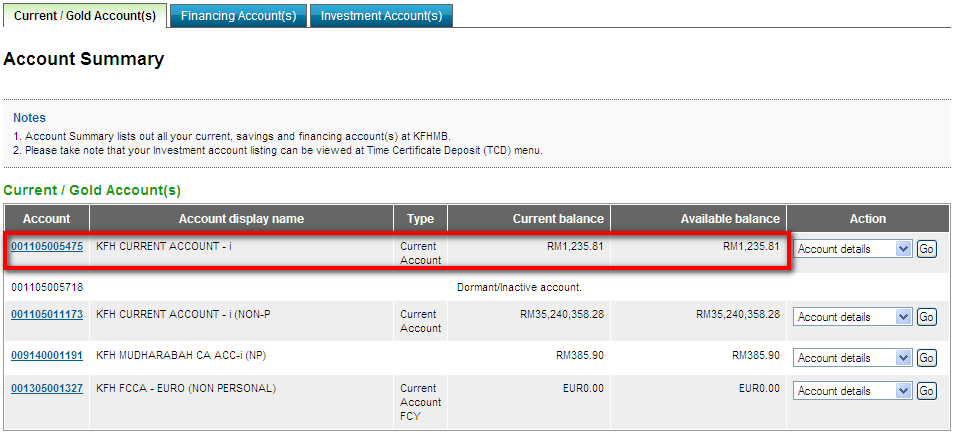 Current / Gold Account(s) Financing Account(s) Investment Account(s)
Account Summary
Notes
1. Account Summary lists out all your current, savings and financing account(s) at KFHMB.
2. Please take note that your Investment account listing can be viewed at Time Certificate Deposit (TCD) menu.
Current / Gold Account(s)
Account Account display name Type Current balance Available balance Action
001105005475 KFH CURRENT ACCOUNT - i Current Account RM1,235.81 RM1,235.81 Account details Go
001105005718 Dormant/Inactive account.
001105011173 KFH CURRENT ACCOUNT - i (NON-P Current Account RM35,240,358.28 RM35,240,358.28 Account details Go
009140001191 KFH MUDHARABAH CA ACC-i (NP) RM385.90 RM385.90 Account details Go
001305001327 KFH FCCA - EURO (NON PERSONAL) Current Account FCY EUR0.00 EUR0.00 Account details Go